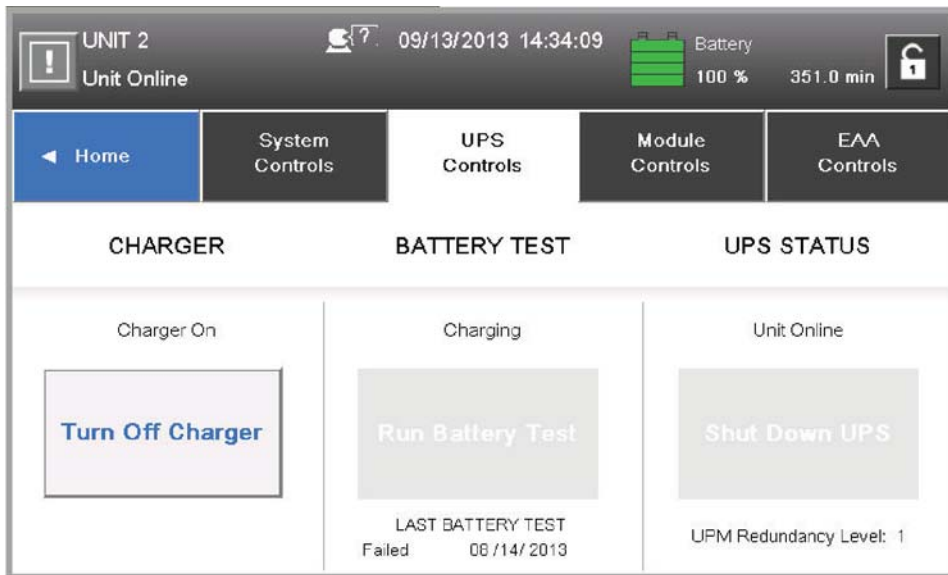 UNIT 2
09/13/2013 14:34:09
Battery
Unit Online
100 %
351.0 min
1
Home
System
Controls
UPS
Controls
Module
Controls
EAA
Controls
CHARGER
BATTERY TEST
UPS STATUS
Charger On
Charging
Unit Online
Turn Off Charger
Run Battery Test
Shut Down UPS
LAST BATTERY TEST
Failed 08 /14/ 2013
UPM Redundancy Level: 1